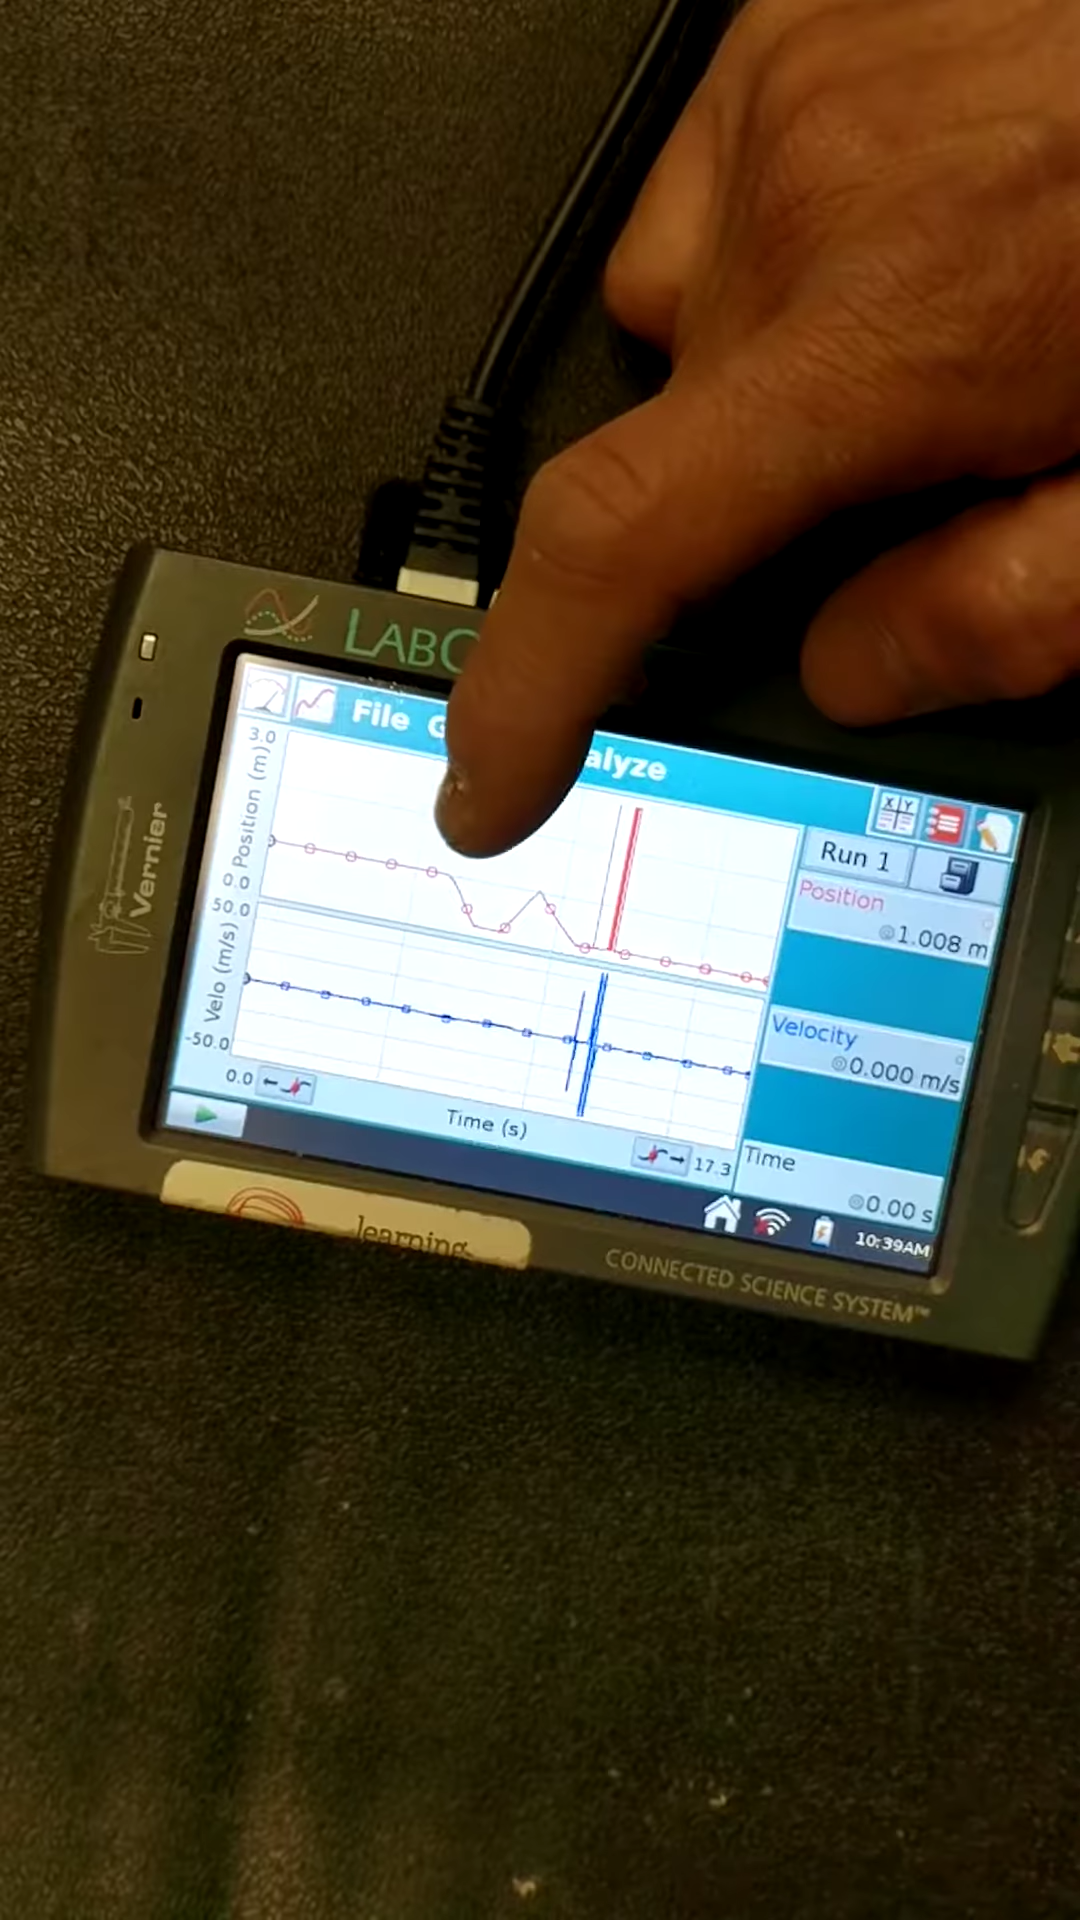 LABQ
Vernier
File G alyze
3.0
Position (m)
0.0
50.0
Velo (m/s)
-50.0
0.0
Time (s)
17.3
X Y
Run 1
Position
1.008 m
Velocity
0.000 m/s
Time
0.00 s
10:39AM
learning
CONNECTED SCIENCE SYSTEM™